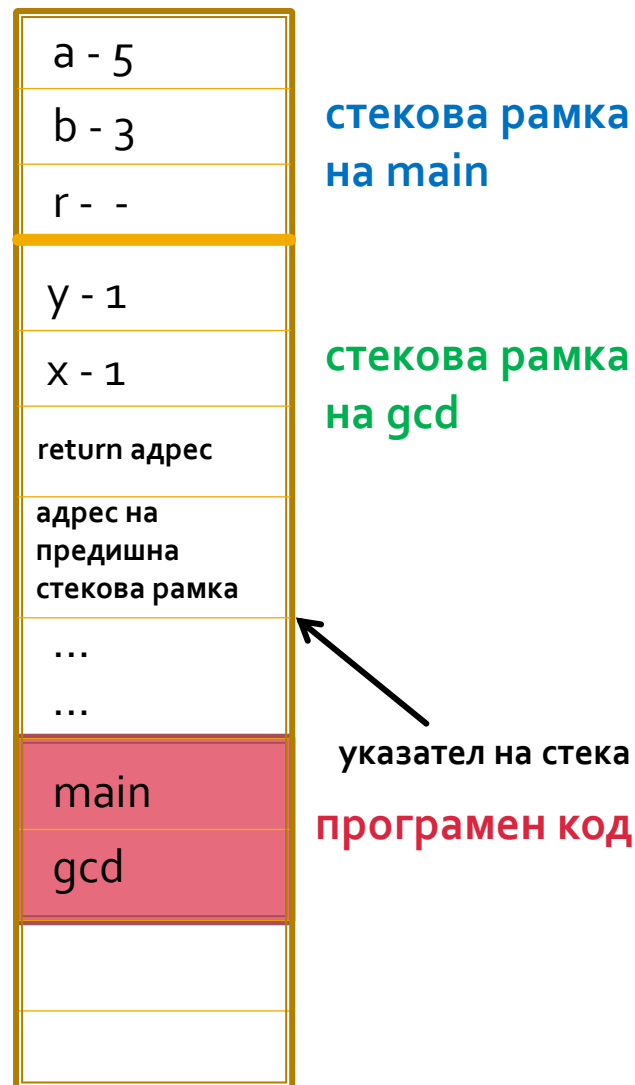 a - 5
b - 3
r - -
стекова рамка
на main
y - 1
x - 1
return адрес
адрес на
предишна
стекова рамка
стекова рамка
на gcd
...
...
указател на стека
main
gcd
програмен код